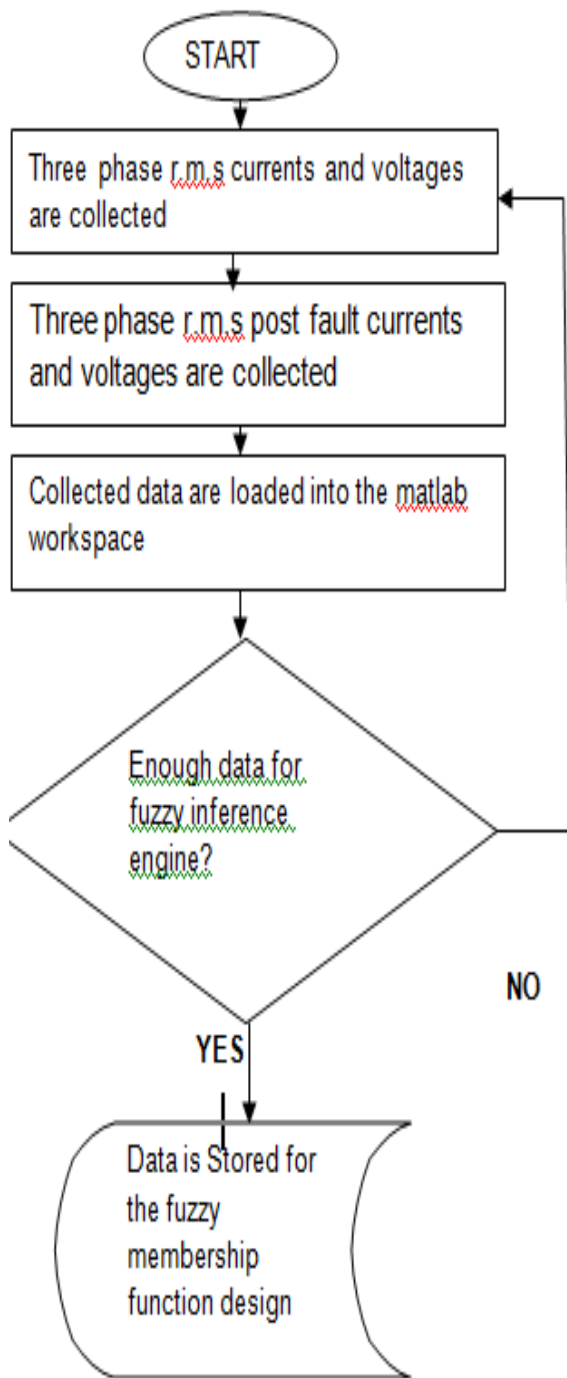 START
Three phase r.m.s currents and voltages
are collected
Three phase r.m.s post fault currents
and voltages are collected
Collected data are loaded into the matlab
workspace
Enough data for
fuzzy inference
engine?
NO
YES
Data is Stored for
the fuzzy
membership
function design